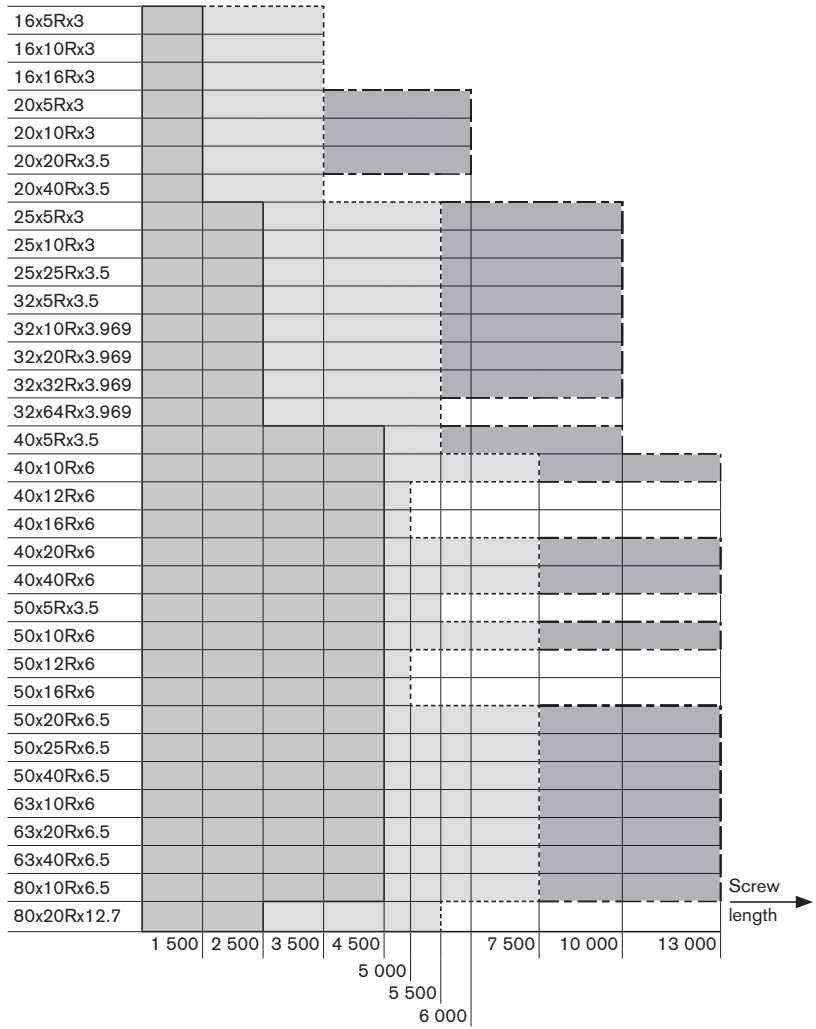 16x5Rx3
16x10Rx3
16x16Rx3
20x5Rx3
20x10Rx3
20x20Rx3.5
20x40Rx3.5
25x5Rx3
25x10Rx3
25x25Rx3.5
32x5Rx3.5
32x10Rx3.969
32x20Rx3.969
32x32Rx3.969
32x64Rx3.969
40x5Rx3.5
40x10Rx6
40x12Rx6
40x16Rx6
40x20Rx6
40x40Rx6
50x5Rx3.5
50x10Rx6
50x12Rx6
50x16Rx6
50x20Rx6.5
50x25Rx6.5
50x40Rx6.5
63x10Rx6
63x20Rx6.5
63x40Rx6.5
80x10Rx6.5
80x20Rx12.7
Screw
length
1 500 2 500 3 500 4 500 7 500 10 000 13 000
5 000
5 500
6 000